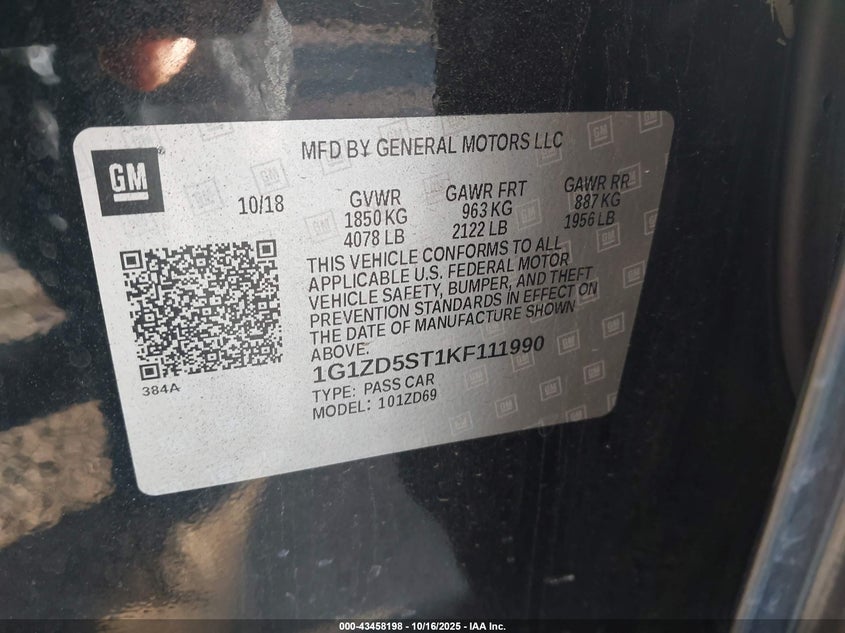 MFD BY GENERAL MOTORS LLC
GM
10/18
GVWR GAWR FRT GAWR RR
1850 KG 963 KG 887 KG
4078 LB 2122 LB 1956 LB
THIS VEHICLE CONFORMS TO ALL
APPLICABLE U.S. FEDERAL MOTOR
VEHICLE SAFETY, BUMPER, AND THEFT
PREVENTION STANDARDS IN EFFECT ON
THE DATE OF MANUFACTURE SHOWN
ABOVE.
1G1ZD5ST1KF111990
384A
TYPE: PASS CAR
MODEL: 101ZD69
000-43458198 - 10/16/2025 - IAA Inc.